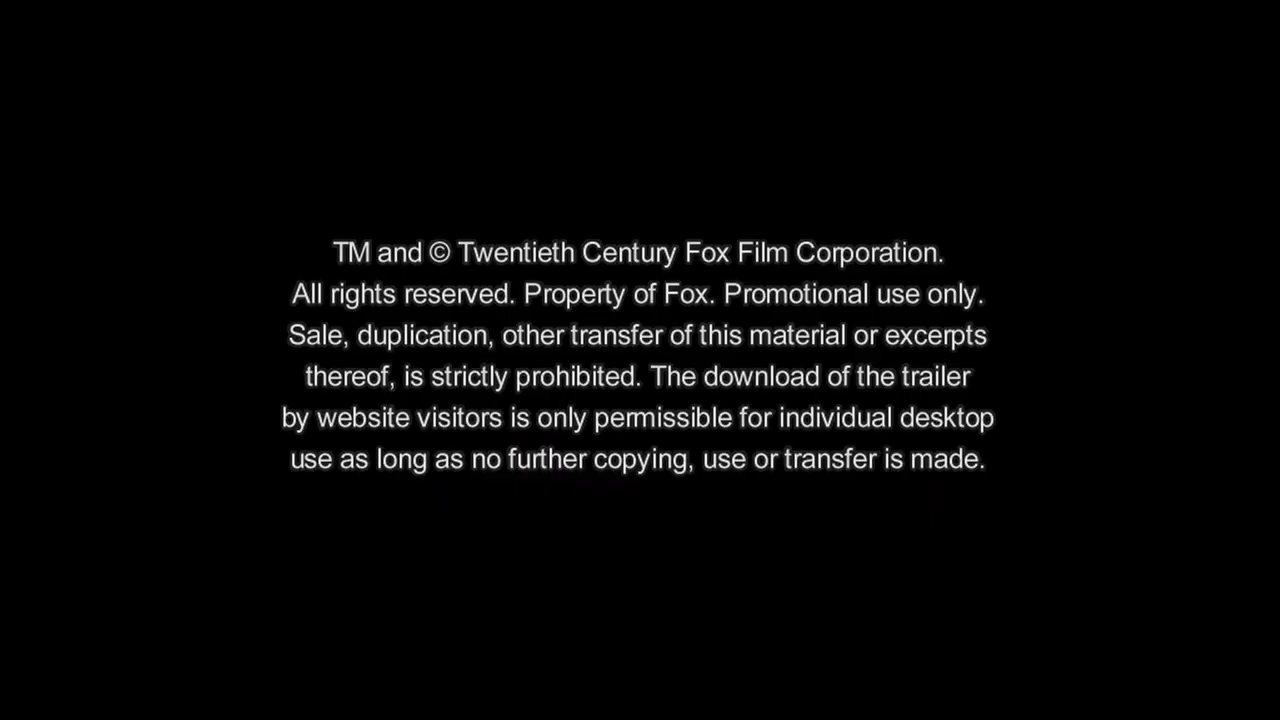 TM and © Twentieth Century Fox Film Corporation.
All rights reserved. Property of Fox. Promotional use only.
Sale, duplication, other transfer of this material or excerpts
thereof, is strictly prohibited. The download of the trailer
by website visitors is only permissible for individual desktop
use as long as no further copying, use or transfer is made.